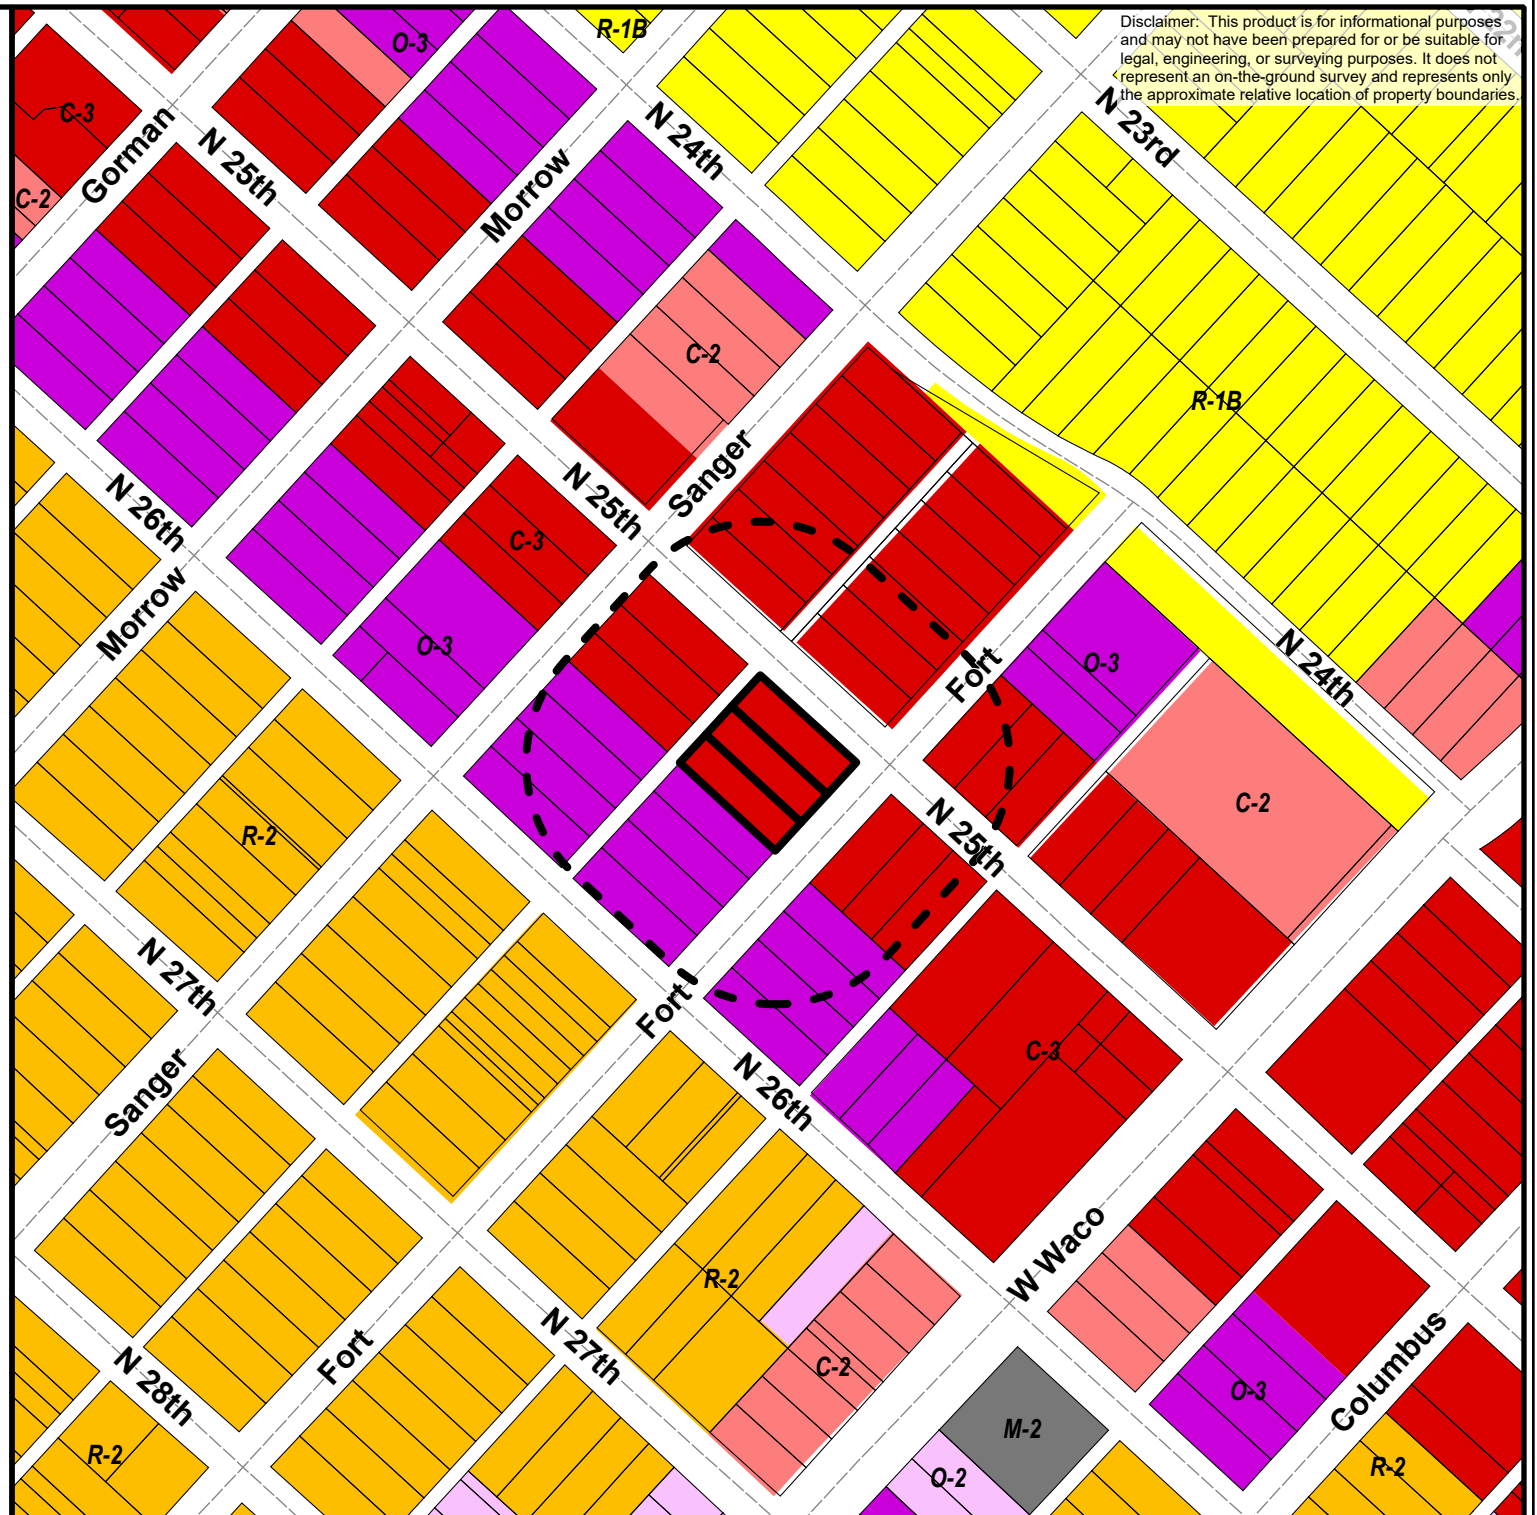 Disclaimer: This product is for informational purposes
and may not have been prepared for or be suitable for
legal, engineering, or surveying purposes. It does not
represent an on-the-ground survey and represents only
the approximate relative location of property boundaries.
R-1B
O-3
C-3
N 24th
N 23rd
Gorman
N 25th
C-2
Morrow
C-2
R-1B
Sanger
N 25th
N 26th
C-3
Morrow
O-3
Fort
O-3
N 24th
C-2
N 25th
R-2
N 27th
Fort
C-3
Sanger
N 26th
W Waco
R-2
Fort
N 27th
C-2
Columbus
O-3
N 28th
M-2
R-2
O-2
R-2